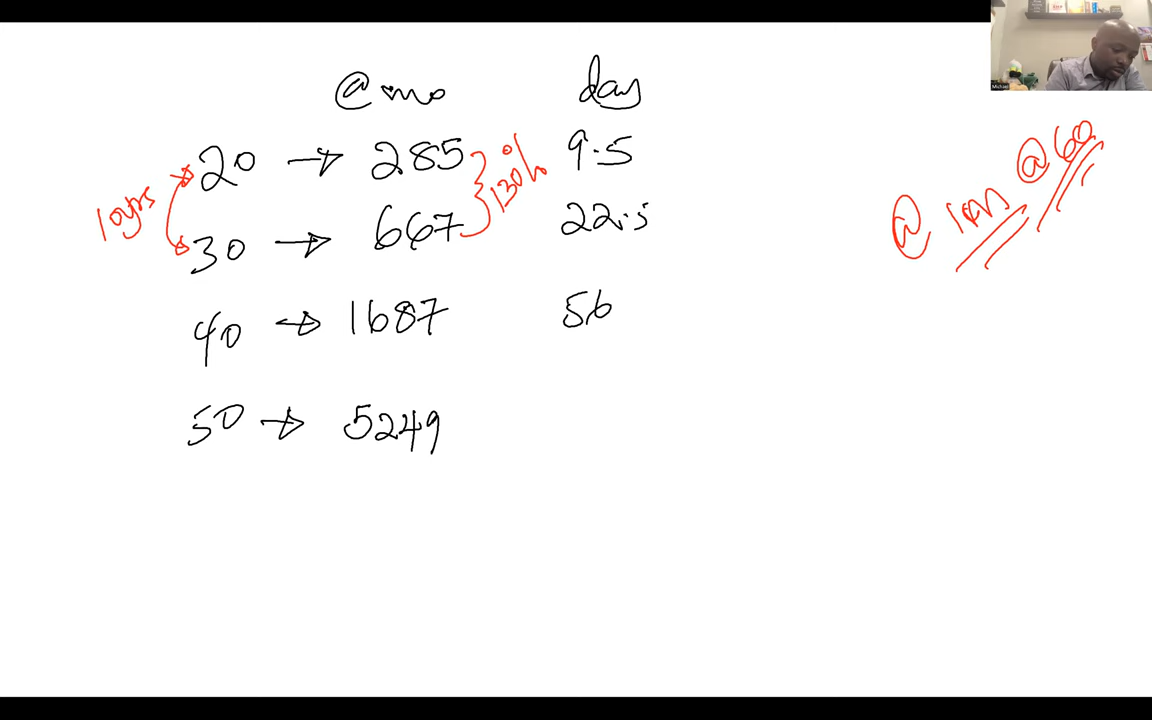 @ mo day
20 → 285 9.5
10yrs
130%
30 → 667 22.5
40 → 1687 56
50 → 5249
@ 1m @ 60
Michael